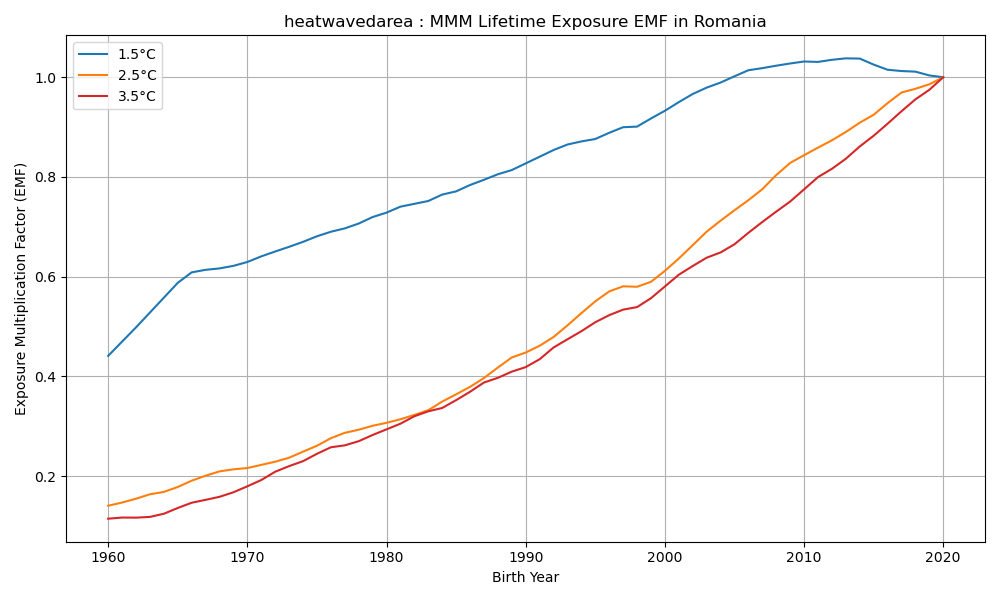 heatwavedarea : MMM Lifetime Exposure EMF in Romania
1.5°C
2.5°C
3.5°C
Exposure Multiplication Factor (EMF)
1.0
0.8
0.6
0.4
0.2
1960 1970 1980 1990 2000 2010 2020
Birth Year